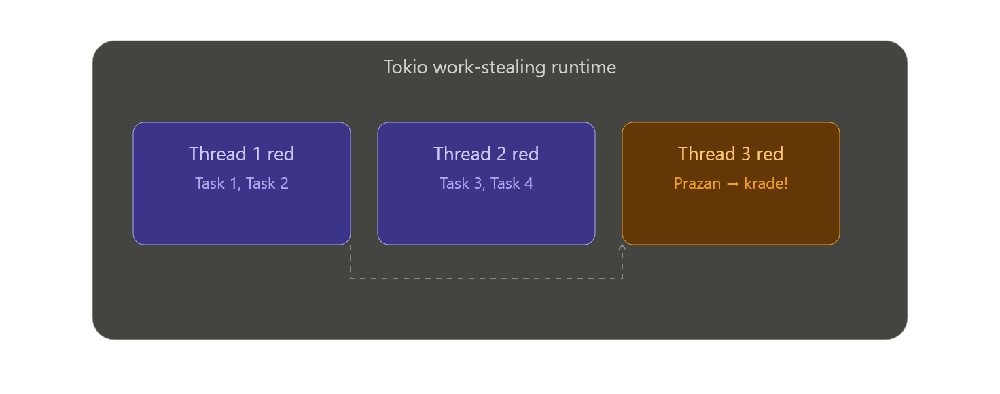 Tokio work-stealing runtime
Thread 1 red
Task 1, Task 2
Thread 2 red
Task 3, Task 4
Thread 3 red
Prazan → krade!